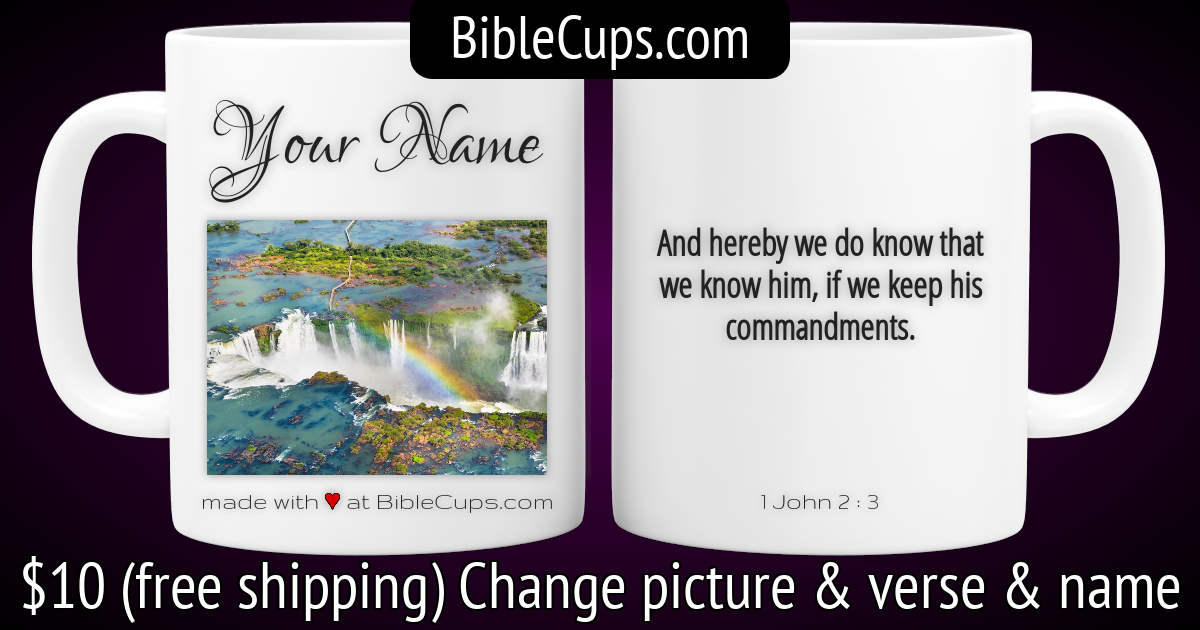 BibleCups.com
Your Name
made with ♥ at BibleCups.com
And hereby we do know that
we know him, if we keep his
commandments.
1 John 2 : 3
$10 (free shipping) Change picture & verse & name